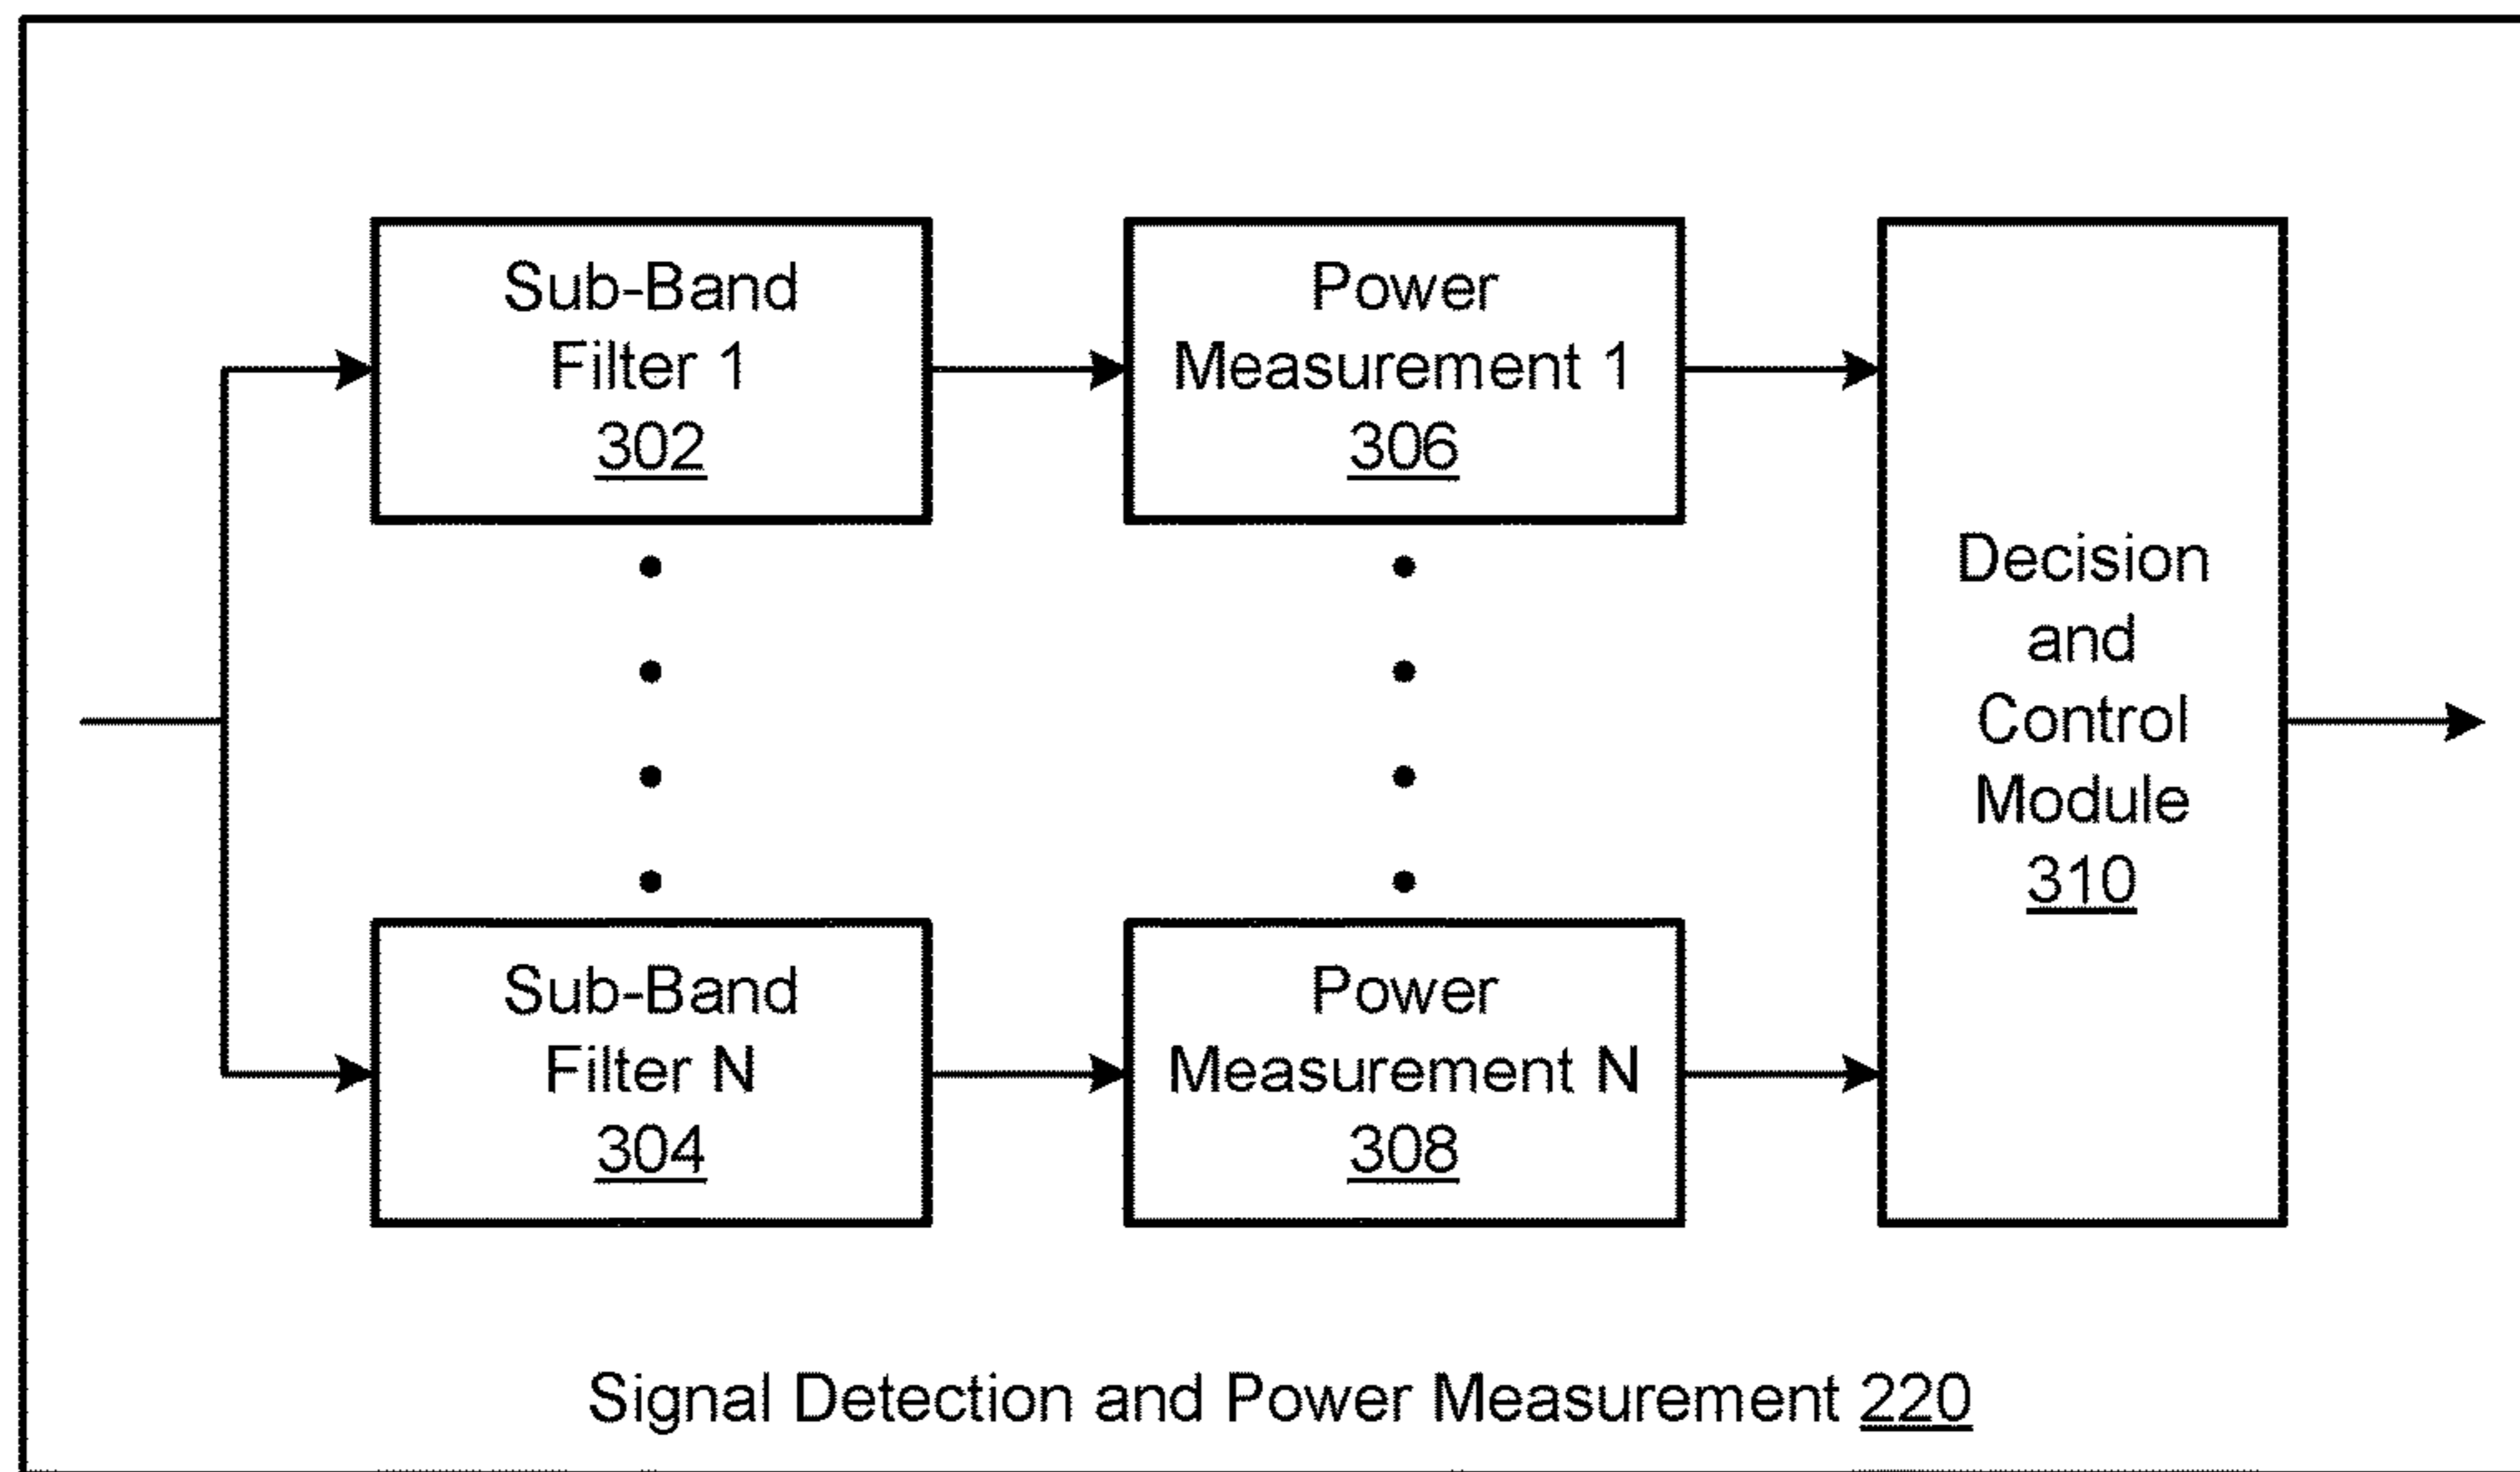 Sub-Band
Filter 1
302
Power
Measurement 1
306
Decision
and
Control
Module
310
Sub-Band
Filter N
304
Power
Measurement N
308
Signal Detection and Power Measurement 220